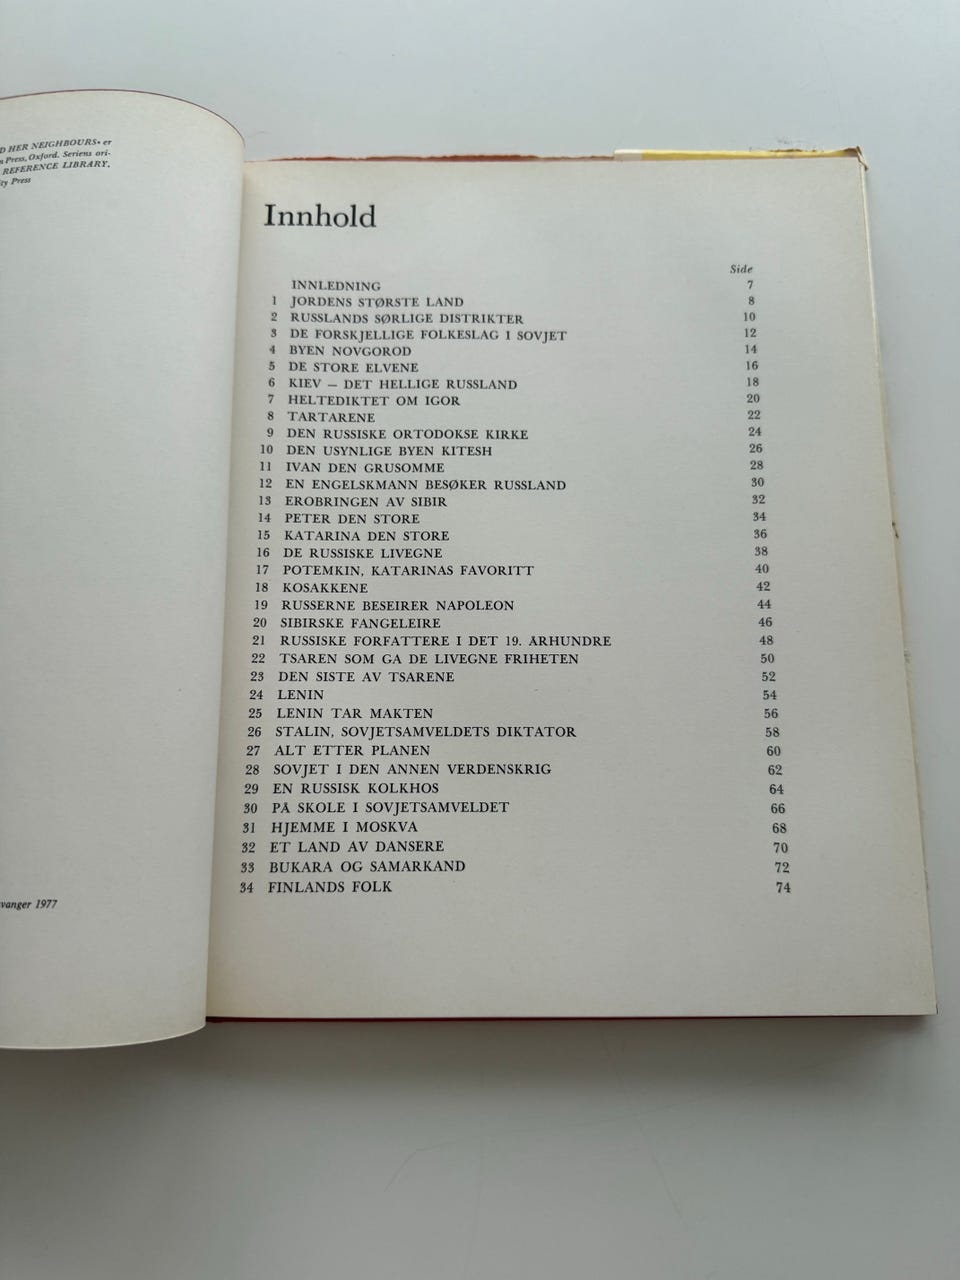 D HER NEIGHBOURS» er
Press, Oxford. Seriens ori-
REFERENCE LIBRARY,
ity Press
vanger 1977
Innhold
Side
INNLEDNING 7
1 JORDENS STØRSTE LAND 8
2 RUSSLANDS SØRLIGE DISTRIKTER 10
3 DE FORSKJELLIGE FOLKESLAG I SOVJET 12
4 BYEN NOVGOROD 14
5 DE STORE ELVENE 16
6 KIEV – DET HELLIGE RUSSLAND 18
7 HELTEDIKTET OM IGOR 20
8 TARTARENE 22
9 DEN RUSSISKE ORTODOKSE KIRKE 24
10 DEN USYNLIGE BYEN KITESH 26
11 IVAN DEN GRUSOMME 28
12 EN ENGELSKMANN BESØKER RUSSLAND 30
13 EROBRINGEN AV SIBIR 32
14 PETER DEN STORE 34
15 KATARINA DEN STORE 36
16 DE RUSSISKE LIVEGNE 38
17 POTEMKIN, KATARINAS FAVORITT 40
18 KOSAKKENE 42
19 RUSSERNE BESEIRER NAPOLEON 44
20 SIBIRSKE FANGELEIRE 46
21 RUSSISKE FORFATTERE I DET 19. ÅRHUNDRE 48
22 TSAREN SOM GA DE LIVEGNE FRIHETEN 50
23 DEN SISTE AV TSARENE 52
24 LENIN 54
25 LENIN TAR MAKTEN 56
26 STALIN, SOVJETSAMVELDETS DIKTATOR 58
27 ALT ETTER PLANEN 60
28 SOVJET I DEN ANNEN VERDENSKRIG 62
29 EN RUSSISK KOLKHOS 64
30 PÅ SKOLE I SOVJETSAMVELDET 66
31 HJEMME I MOSKVA 68
32 ET LAND AV DANSERE 70
33 BUKARA OG SAMARKAND 72
34 FINLANDS FOLK 74